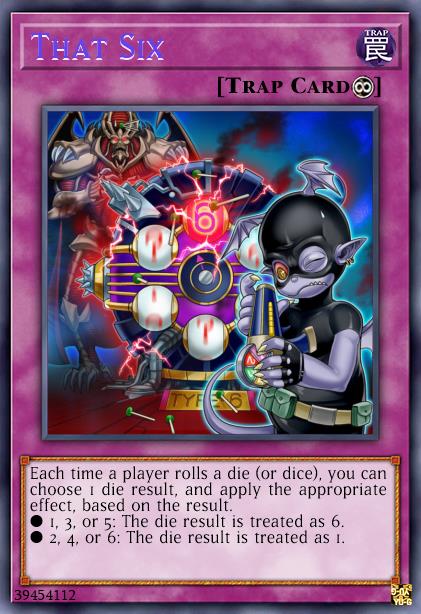 That Six
TRAP
罠
[Trap Card]
6
TYPE 6
Each time a player rolls a die (or dice), you can
choose 1 die result, and apply the appropriate
effect, based on the result.
● 1, 3, or 5: The die result is treated as 6.
● 2, 4, or 6: The die result is treated as 1.
39454112